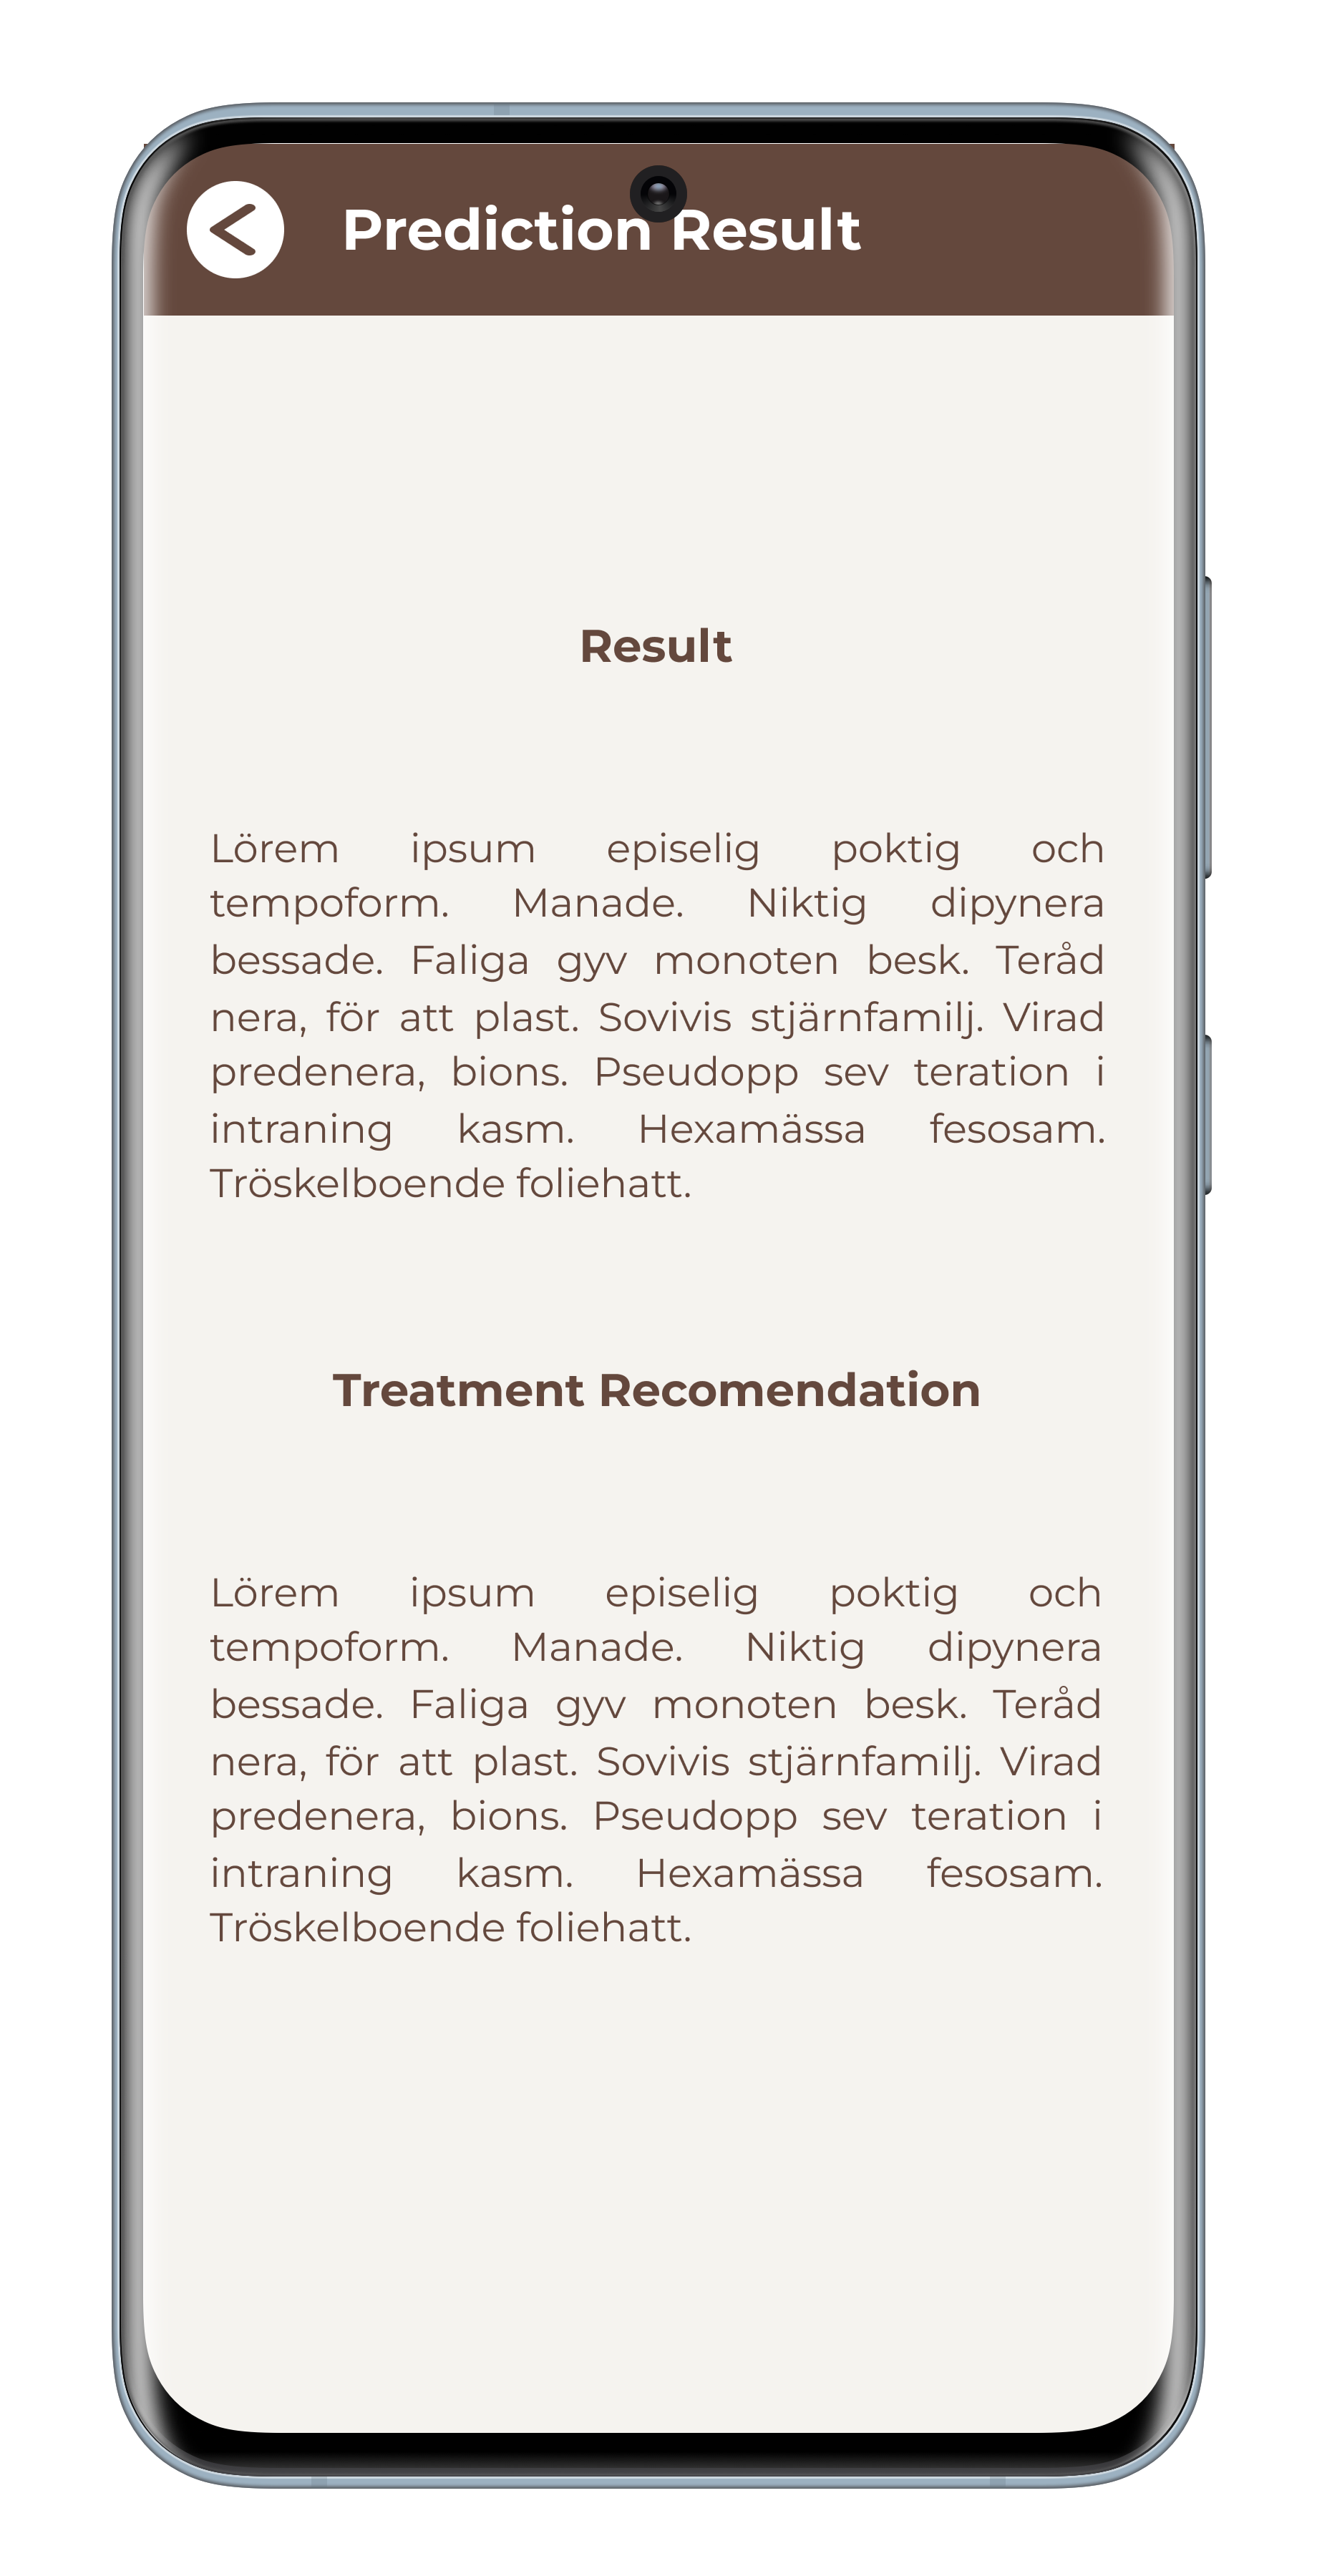 Prediction Result
Result
Lörem ipsum episelig poktig och
tempoform. Manade. Niktig dipynera
bessade. Faliga gyv monoten besk. Teråd
nera, för att plast. Sovivis stjärnfamilj. Virad
predenera, bions. Pseudopp sev teration i
intraning kasm. Hexamässa fesosam.
Tröskelboende foliehatt.
Treatment Recomendation
Lörem ipsum episelig poktig och
tempoform. Manade. Niktig dipynera
bessade. Faliga gyv monoten besk. Teråd
nera, för att plast. Sovivis stjärnfamilj. Virad
predenera, bions. Pseudopp sev teration i
intraning kasm. Hexamässa fesosam.
Tröskelboende foliehatt.